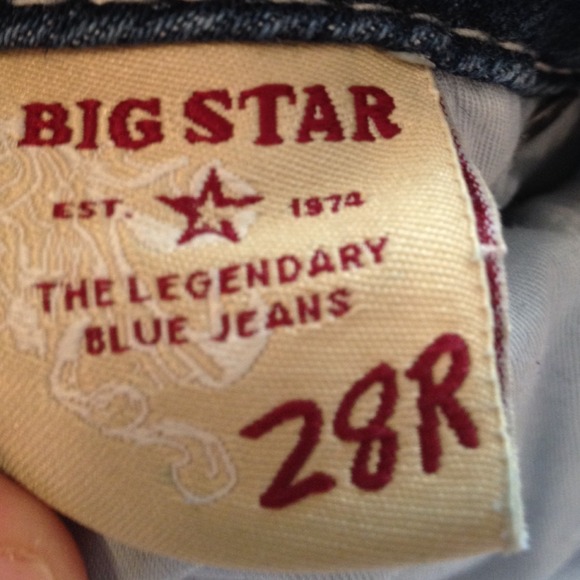 BIG STAR
EST. 1974
THE LEGENDARY
BLUE JEANS
28R